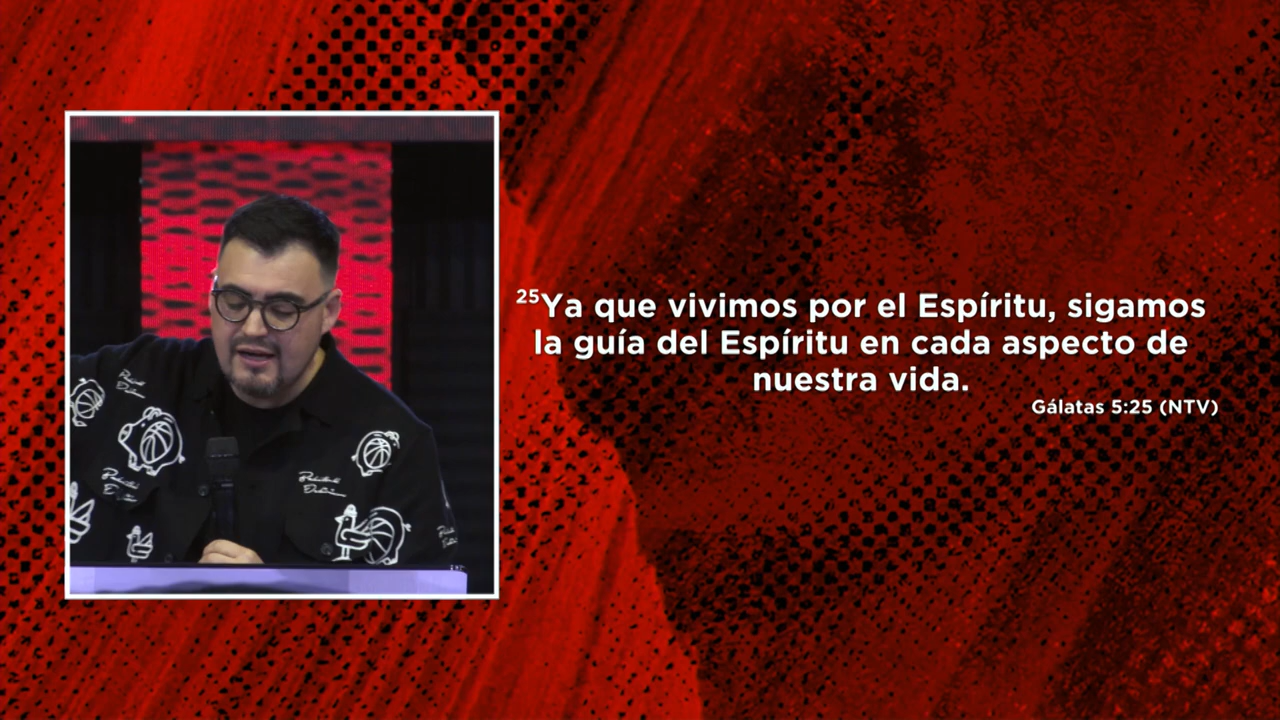 ²⁵Ya que vivimos por el Espíritu, sigamos
la guía del Espíritu en cada aspecto de
nuestra vida.
Gálatas 5:25 (NTV)